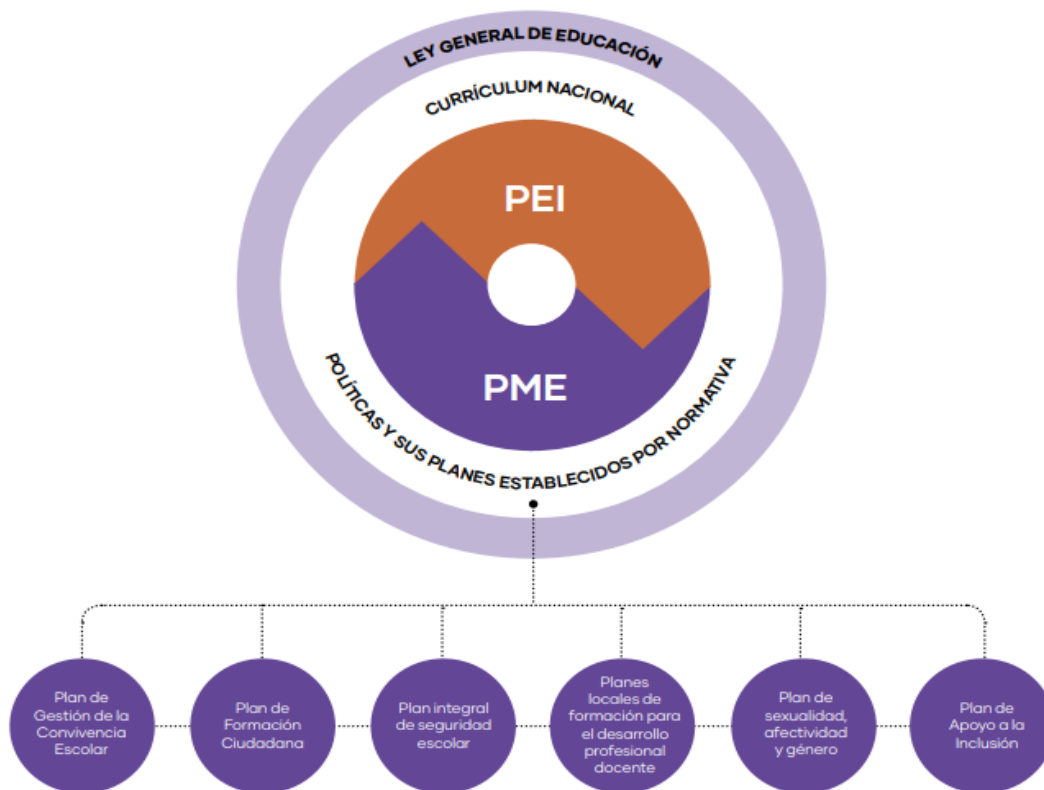 LEY GENERAL DE EDUCACIÓN
CURRÍCULUM NACIONAL
PEI
PME
POLÍTICAS Y SUS PLANES ESTABLECIDOS POR NORMATIVA
Plan de
Gestión de la
Convivencia
Escolar
Plan de
Formación
Ciudadana
Plan integral
de seguridad
escolar
Planes
locales de
formación para
el desarrollo
profesional
docente
Plan de
sexualidad,
afectividad
y género
Plan de
Apoyo a la
Inclusión